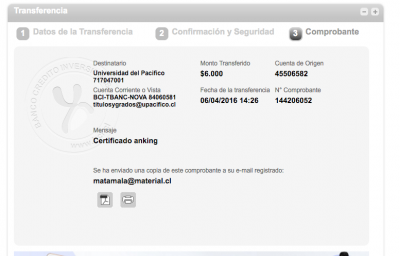 Transferencia
1 Datos de la Transferencia
2 Confirmación y Seguridad
3 Comprobante
Destinatario
Universidad del Pacifico
717047001
Cuenta Corriente o Vista
BCI-TBANC-NOVA 84060581
titulosygrados@upacifico.cl
Monto Transferido
$6.000
Cuenta de Origen
45506582
Fecha de la transferencia
06/04/2016 14:26
N° Comprobante
144206052
Mensaje
Certificado anking
Se ha enviado una copia de este comprobante a su e-mail registrado:
matamala@material.cl